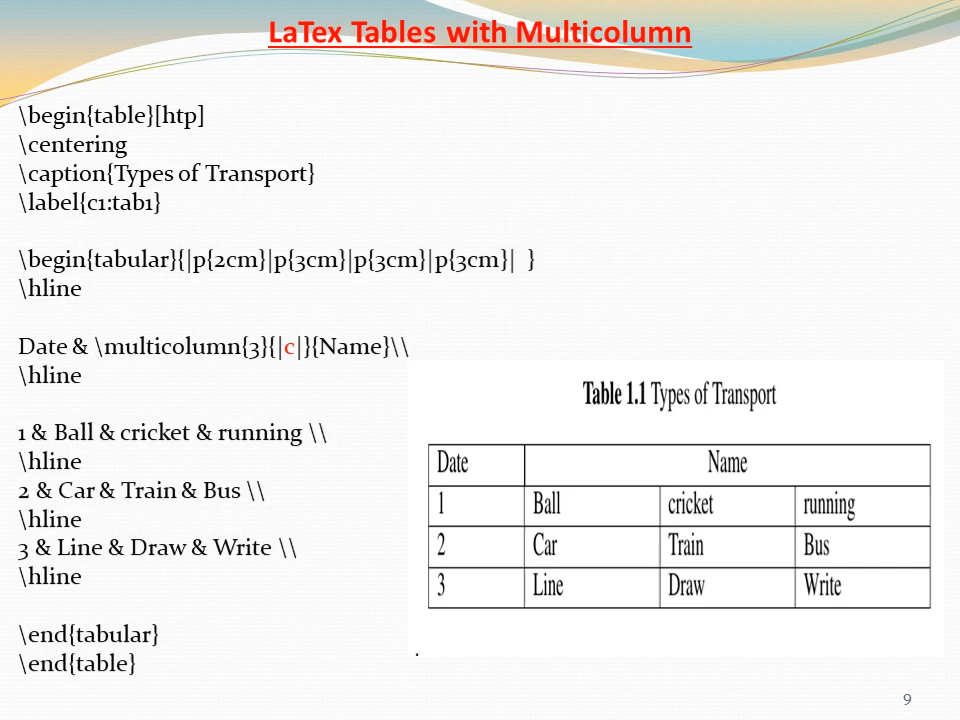 LaTex Tables with Multicolumn
\begin{table}[htp]
\centering
\caption{Types of Transport}
\label{c1:tab1}
\begin{tabular}{|p{2cm}|p{3cm}|p{3cm}|p{3cm}| }
\hline
Date & \multicolumn{3}{|c|}{Name}\\
\hline
1 & Ball & cricket & running \\
\hline
2 & Car & Train & Bus \\
\hline
3 & Line & Draw & Write \\
\hline
\end{tabular}
\end{table}
Table 1.1 Types of Transport
Date Name
1 Ball cricket running
2 Car Train Bus
3 Line Draw Write
.
9